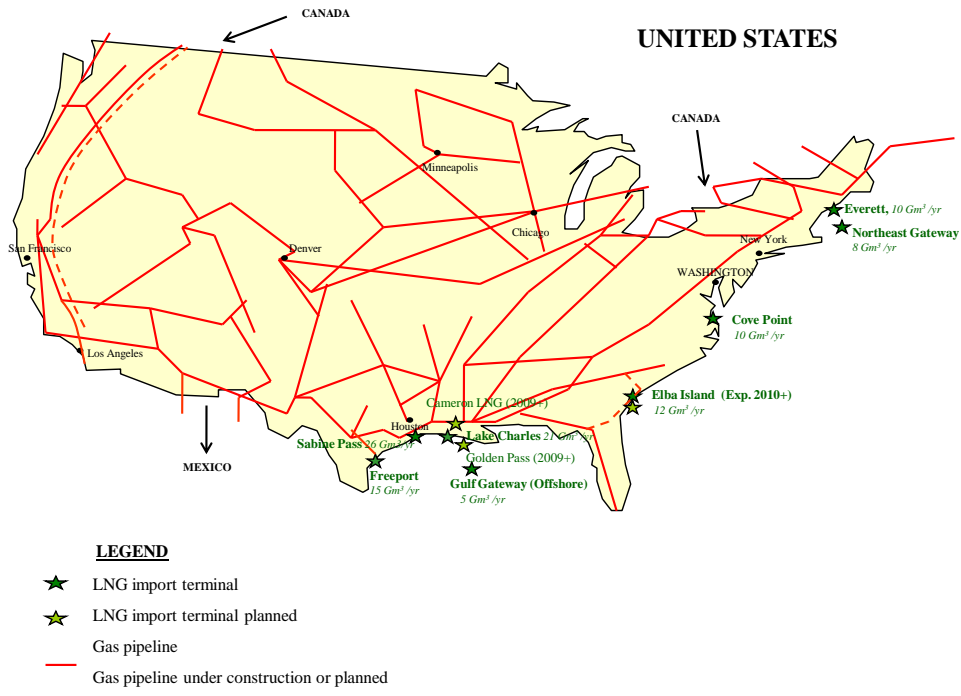 CANADA
UNITED STATES
CANADA
Minneapolis
Everett, 10 Gm³ /yr
Chicago
Northeast Gateway
8 Gm³ /yr
San Francisco
Denver
New York
WASHINGTON
Cove Point
10 Gm³ /yr
Los Angeles
Elba Island (Exp. 2010+)
12 Gm³ /yr
Cameron LNG (2009+)
Houston
Sabine Pass 26 Gm³/yr
Lake Charles 21 Gm³ /yr
Golden Pass (2009+)
MEXICO
Freeport
15 Gm³ /yr
Gulf Gateway (Offshore)
5 Gm³ /yr
LEGEND
LNG import terminal
LNG import terminal planned
Gas pipeline
Gas pipeline under construction or planned